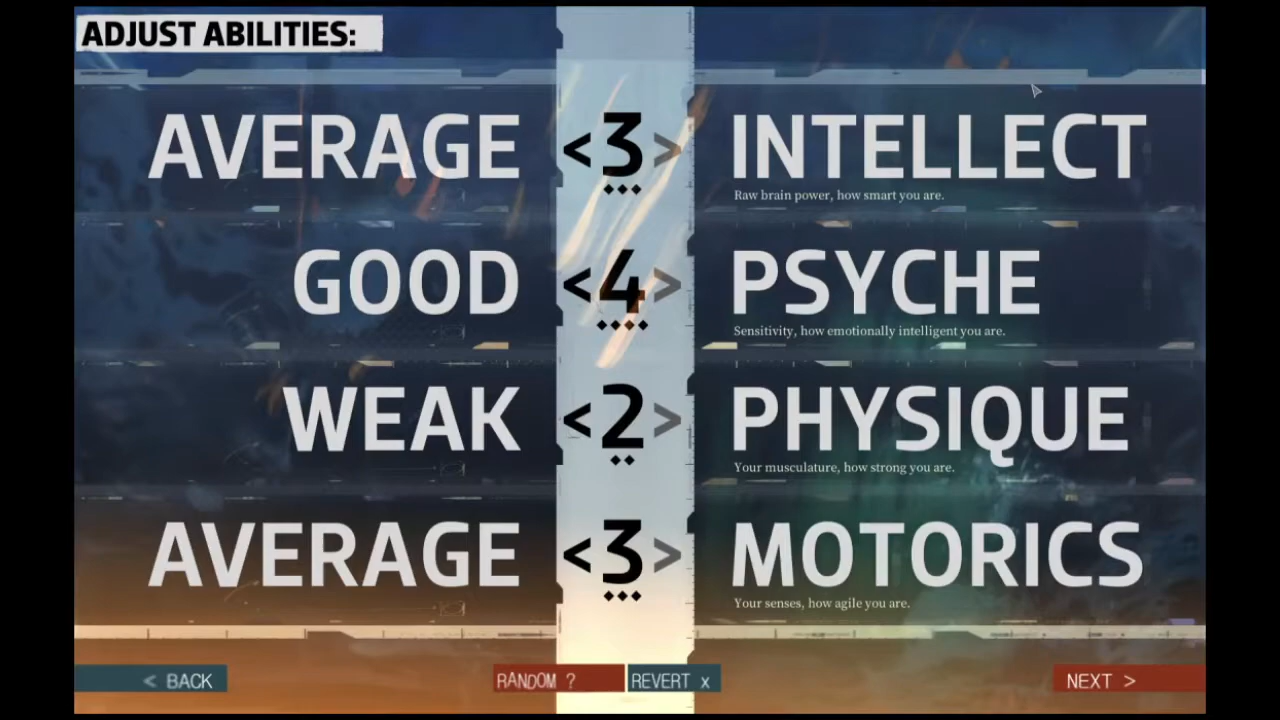 ADJUST ABILITIES:
AVERAGE <3> INTELLECT
Raw brain power, how smart you are.
GOOD <4> PSYCHE
Sensitivity, how emotionally intelligent you are.
WEAK <2> PHYSIQUE
Your musculature, how strong you are.
AVERAGE <3> MOTORICS
Your senses, how agile you are.
< BACK RANDOM ? REVERT x NEXT >